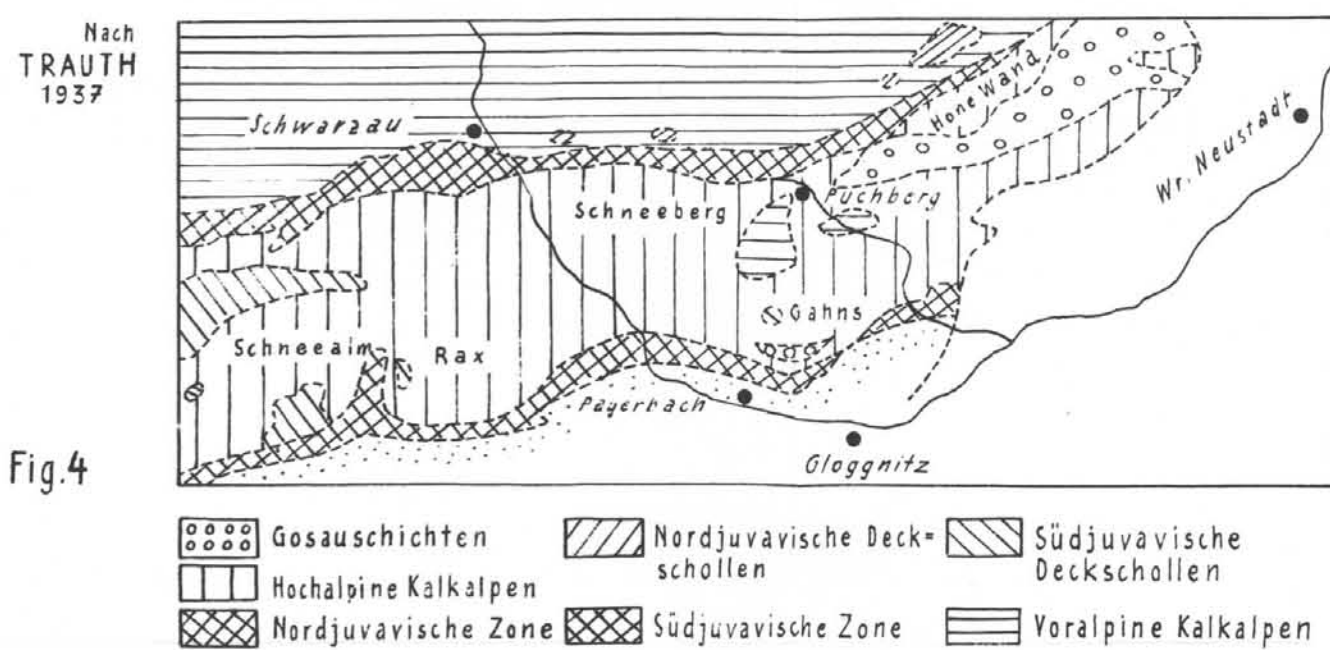 Nach
TRAUTH
1937
Schwarzau
Hohe Wand
Wr. Neustadt
Schneeberg
Puchberg
Gahns
Schneealm
Rax
Payerbach
Gloggnitz
Fig.4
Gosauschichten
Hochalpine Kalkalpen
Nordjuvavische Zone
Nordjuvavische Deck=
schollen
Südjuvavische Zone
Südjuvavische
Deckschollen
Voralpine Kalkalpen